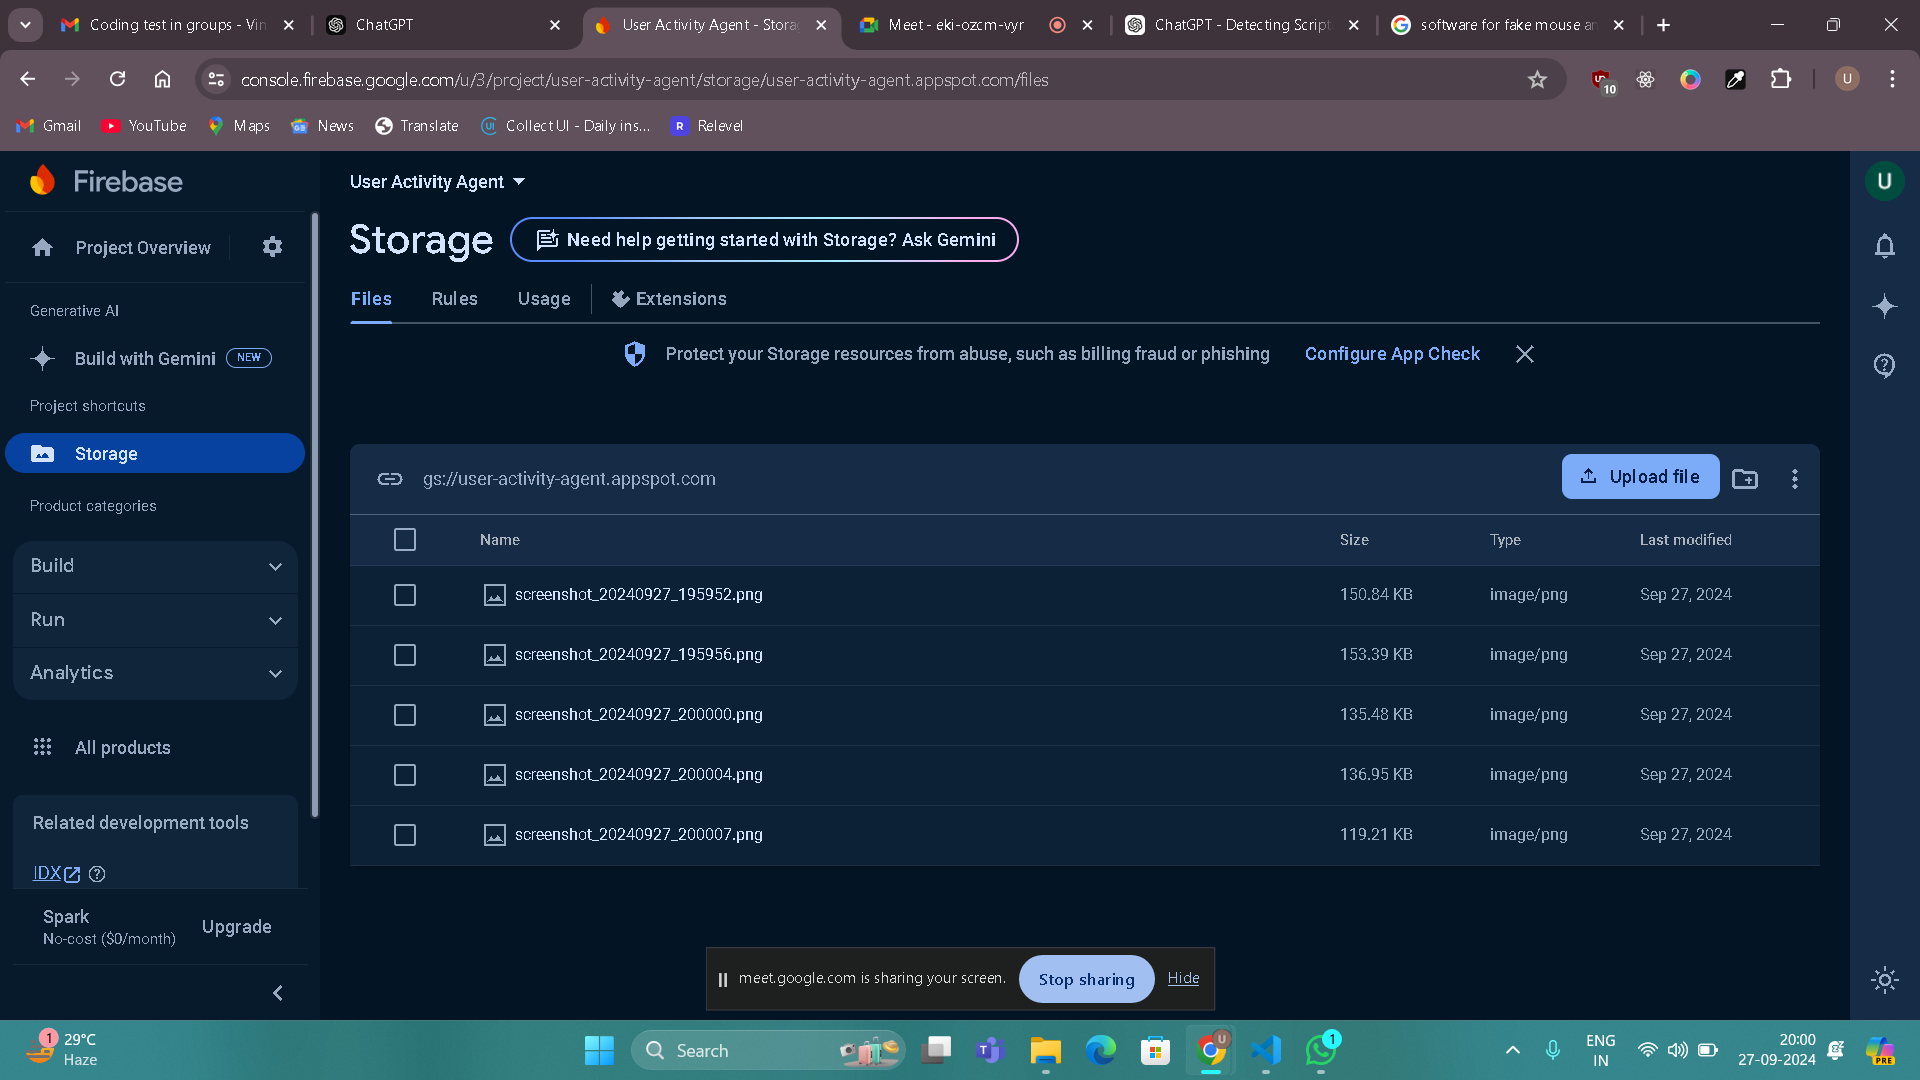 Coding test in groups - Vin
ChatGPT
User Activity Agent - Stora
Meet - eki-ozcm-vyr
ChatGPT - Detecting Script
software for fake mouse an
console.firebase.google.com/u/3/project/user-activity-agent/storage/user-activity-agent.appspot.com/files
10
U
Gmail
YouTube
Maps
News
Translate
Collect UI - Daily ins...
R
Relevel
Firebase
User Activity Agent
U
Project Overview
Storage
Need help getting started with Storage? Ask Gemini
Generative AI
Files
Rules
Usage
Extensions
Build with Gemini
NEW
Protect your Storage resources from abuse, such as billing fraud or phishing
Configure App Check
Project shortcuts
Storage
gs://user-activity-agent.appspot.com
Upload file
Product categories
Name
Size
Type
Last modified
Build
screenshot_20240927_195952.png
150.84 KB
image/png
Sep 27, 2024
Run
screenshot_20240927_195956.png
153.39 KB
image/png
Sep 27, 2024
Analytics
screenshot_20240927_200000.png
135.48 KB
image/png
Sep 27, 2024
All products
screenshot_20240927_200004.png
136.95 KB
image/png
Sep 27, 2024
Related development tools
screenshot_20240927_200007.png
119.21 KB
image/png
Sep 27, 2024
IDX
Spark
No-cost ($0/month)
Upgrade
meet.google.com is sharing your screen.
Stop sharing
Hide
1
29°C
Haze
Search
U
1
ENG
IN
20:00
27-09-2024
PRE